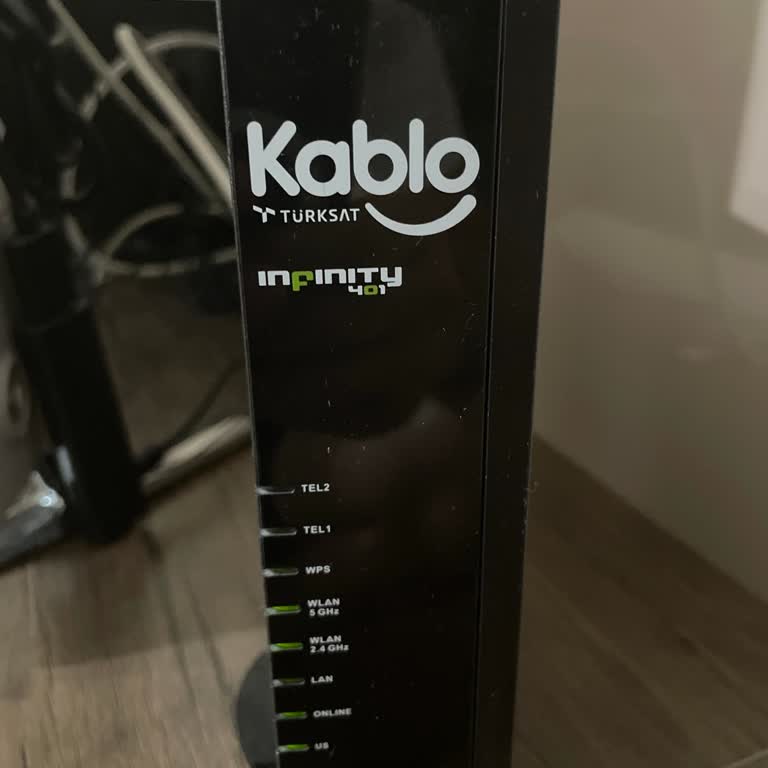 Kablo
TÜRKSAT
INFINITY
401
TEL2
TEL1
WPS
WLAN
5 GHz
WLAN
2.4 GHz
LAN
ONLINE
US